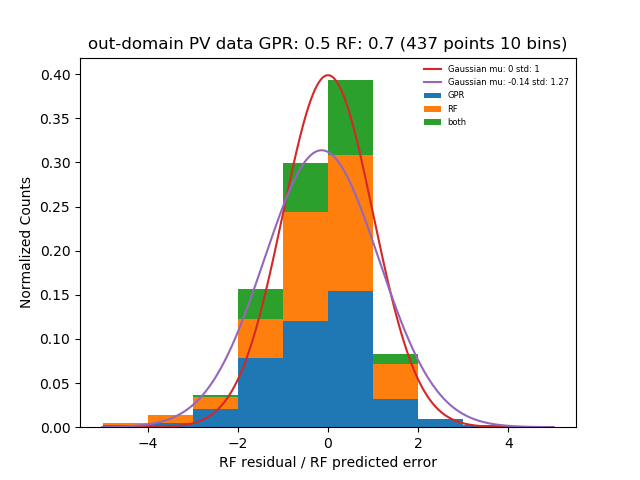 out-domain PV data GPR: 0.5 RF: 0.7 (437 points 10 bins)
Gaussian mu: 0 std: 1
Gaussian mu: -0.14 std: 1.27
GPR
RF
both
Normalized Counts
0.40
0.35
0.30
0.25
0.20
0.15
0.10
0.05
0.00
−4
−2
0
2
4
RF residual / RF predicted error